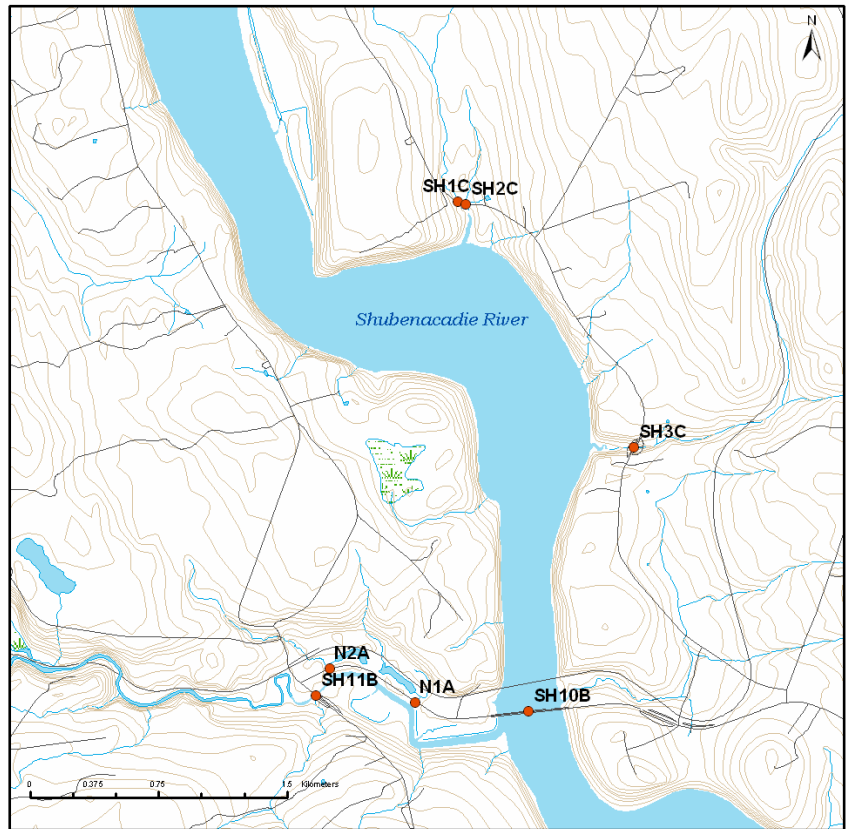 N
SH1C
SH2C
Shubenacadie River
SH3C
N2A
SH11B
N1A
SH10B
0 0.375 0.75 1.5 Kilometers